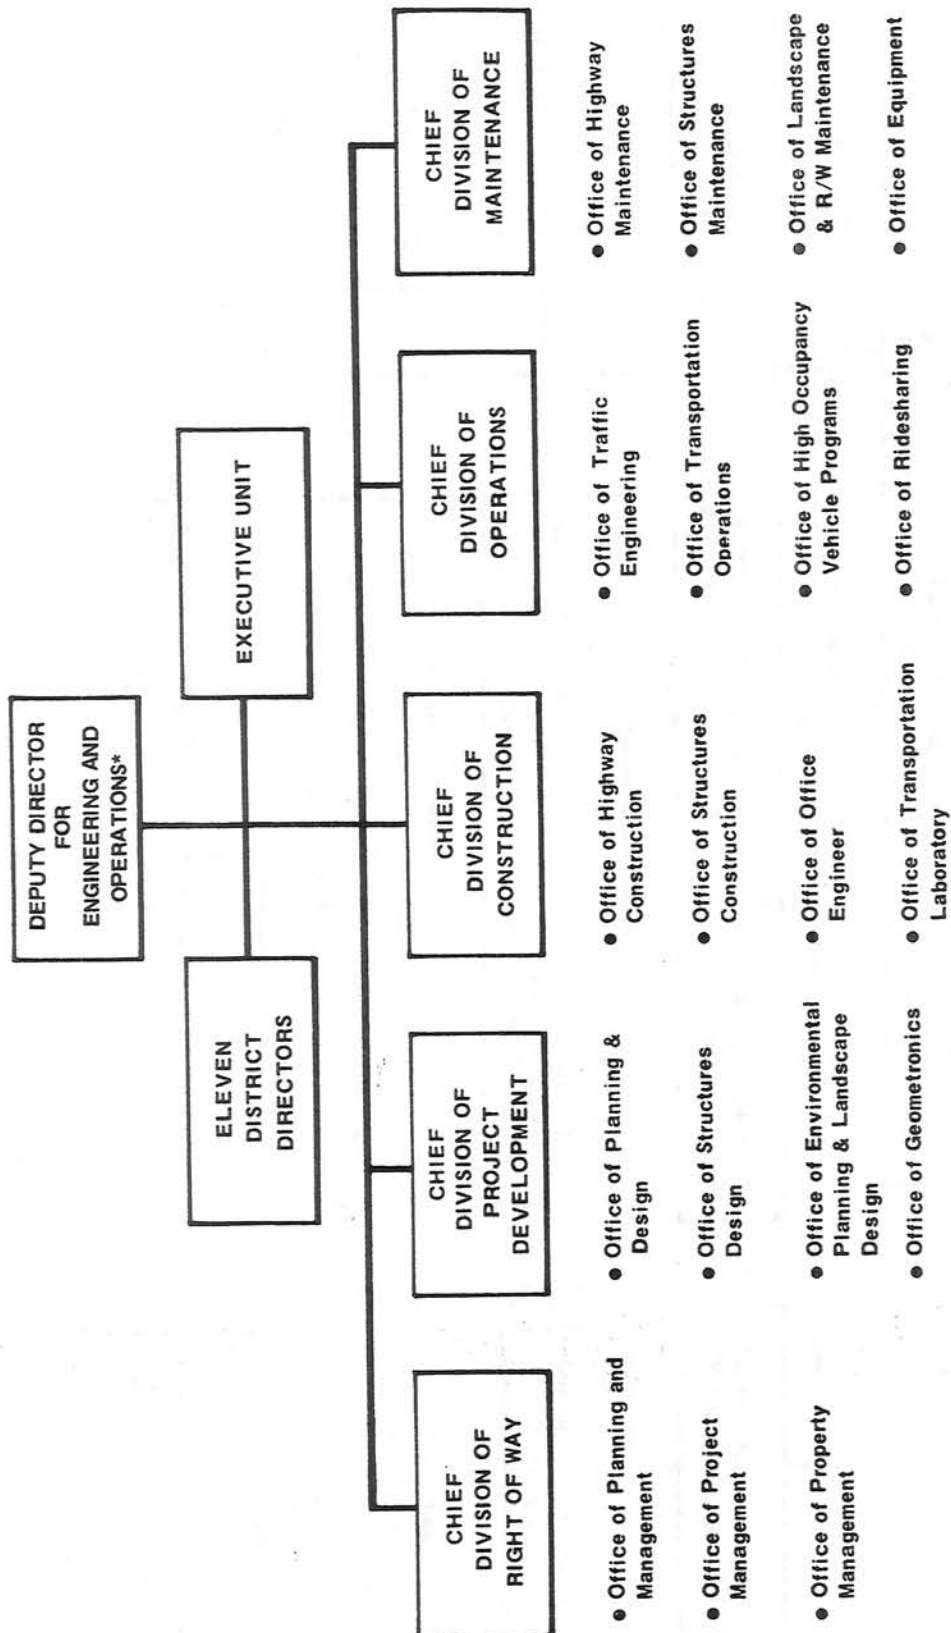 DEPUTY DIRECTOR
FOR
ENGINEERING AND
OPERATIONS*
ELEVEN
DISTRICT
DIRECTORS
EXECUTIVE UNIT
CHIEF
DIVISION OF
RIGHT OF WAY
● Office of Planning and
Management
● Office of Project
Management
● Office of Property
Management
CHIEF
DIVISION OF
PROJECT
DEVELOPMENT
● Office of Planning &
Design
● Office of Structures
Design
● Office of Environmental
Planning & Landscape
Design
● Office of Geometronics
CHIEF
DIVISION OF
CONSTRUCTION
● Office of Highway
Construction
● Office of Structures
Construction
● Office of Office
Engineer
● Office of Transportation
Laboratory
CHIEF
DIVISION OF
OPERATIONS
● Office of Traffic
Engineering
● Office of Transportation
Operations
● Office of High Occupancy
Vehicle Programs
● Office of Ridesharing
CHIEF
DIVISION OF
MAINTENANCE
● Office of Highway
Maintenance
● Office of Structures
Maintenance
● Office of Landscape
& R/W Maintenance
● Office of Equipment